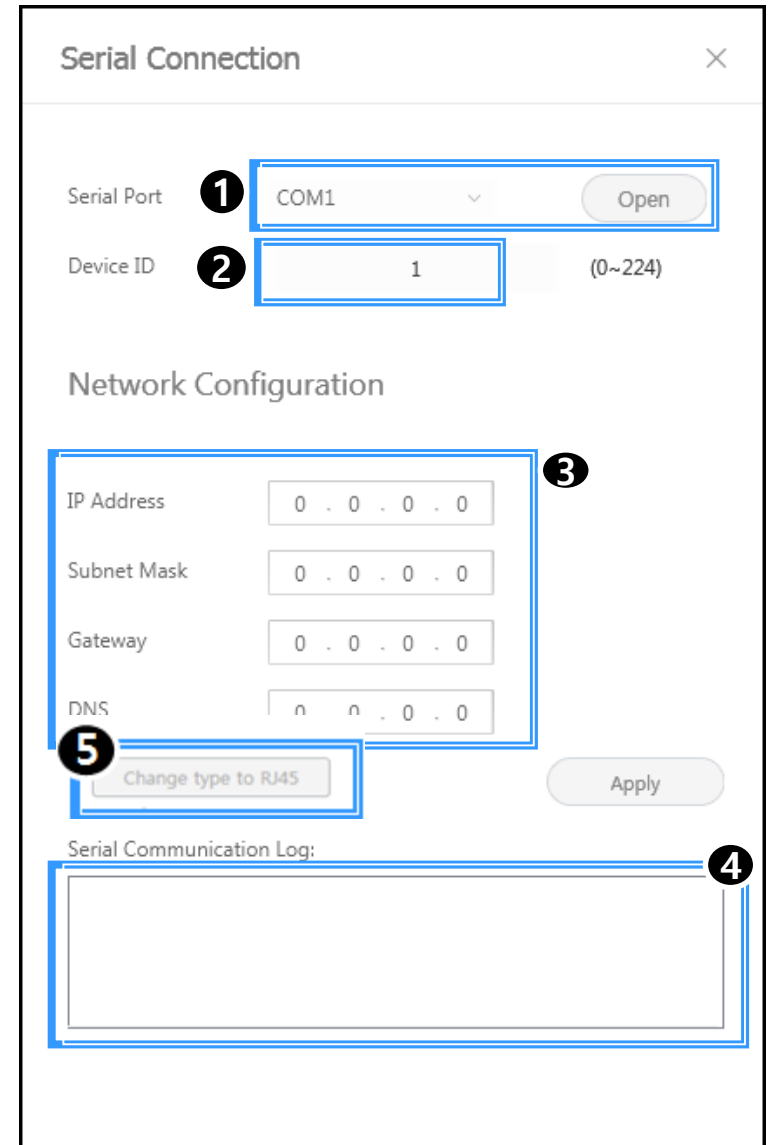 Serial Connection
Serial Port 1 COM1 Open
Device ID 2 1 (0~224)
Network Configuration
3
IP Address 0 . 0 . 0 . 0
Subnet Mask 0 . 0 . 0 . 0
Gateway 0 . 0 . 0 . 0
DNS 0 0 . 0 . 0
5
Change type to RJ45 Apply
Serial Communication Log:
4